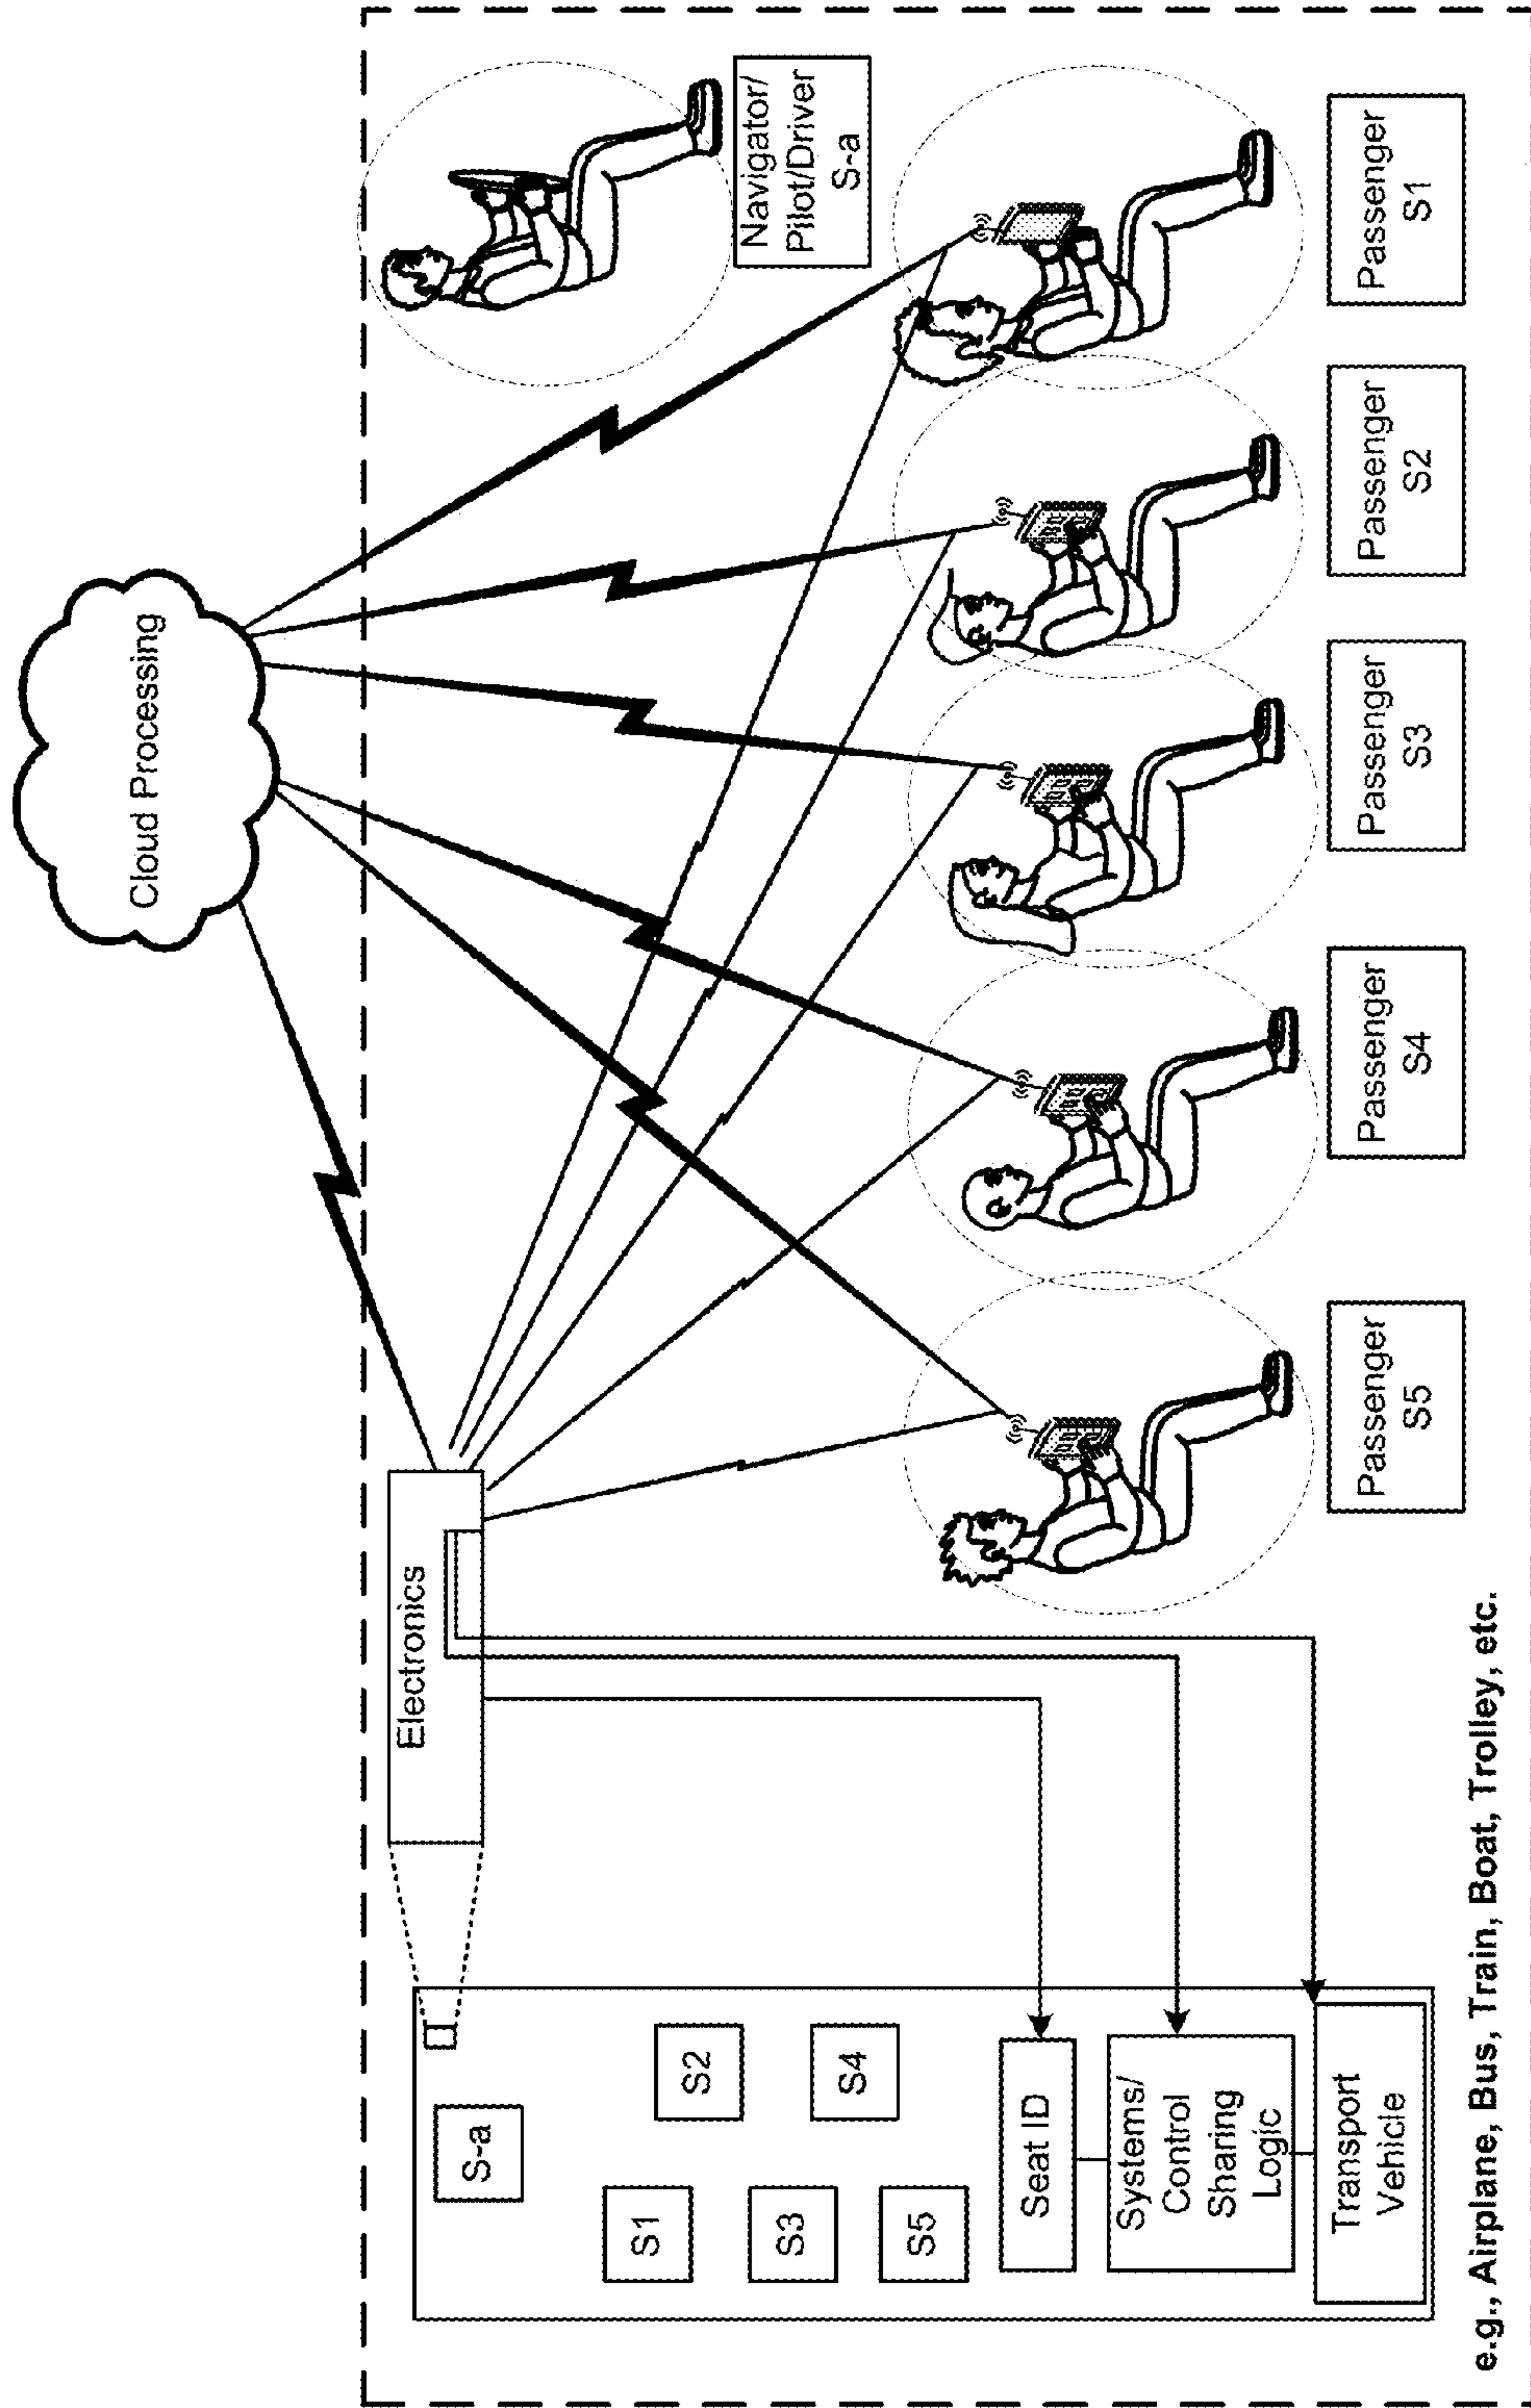 Cloud Processing
Electronics
Navigator/
Pilot/Driver
S-a
S-a
S1
S2
S3
S4
S5
Seat ID
Systems/
Control
Sharing
Logic
Transport
Vehicle
Passenger
S5
Passenger
S4
Passenger
S3
Passenger
S2
Passenger
S1
e.g., Airplane, Bus, Train, Boat, Trolley, etc.